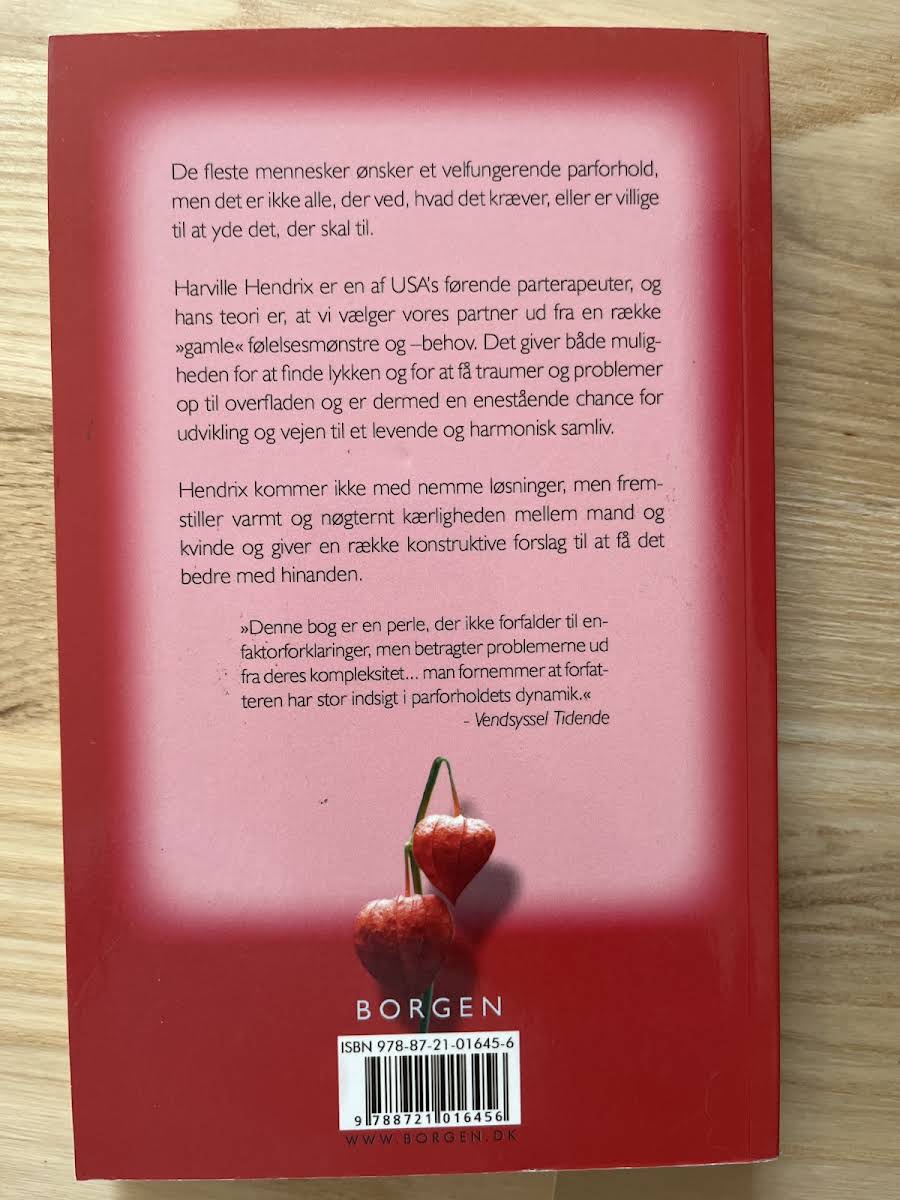 De fleste mennesker ønsker et velfungerende parforhold,
men det er ikke alle, der ved, hvad det kræver, eller er villige
til at yde det, der skal til.
Harville Hendrix er en af USA's førende parterapeuter, og
hans teori er, at vi vælger vores partner ud fra en række
»gamle« følelsesmønstre og –behov. Det giver både mulig-
heden for at finde lykken og for at få traumer og problemer
op til overfladen og er dermed en enestående chance for
udvikling og vejen til et levende og harmonisk samliv.
Hendrix kommer ikke med nemme løsninger, men frem-
stiller varmt og nøgternt kærligheden mellem mand og
kvinde og giver en række konstruktive forslag til at få det
bedre med hinanden.
»Denne bog er en perle, der ikke forfalder til en-
faktorforklaringer, men betragter problemerne ud
fra deres kompleksitet... man fornemmer at forfat-
teren har stor indsigt i parforholdets dynamik.«
- Vendsyssel Tidende
BORGEN
ISBN 978-87-21-01645-6
9 788721 016456
WWW.BORGEN.DK